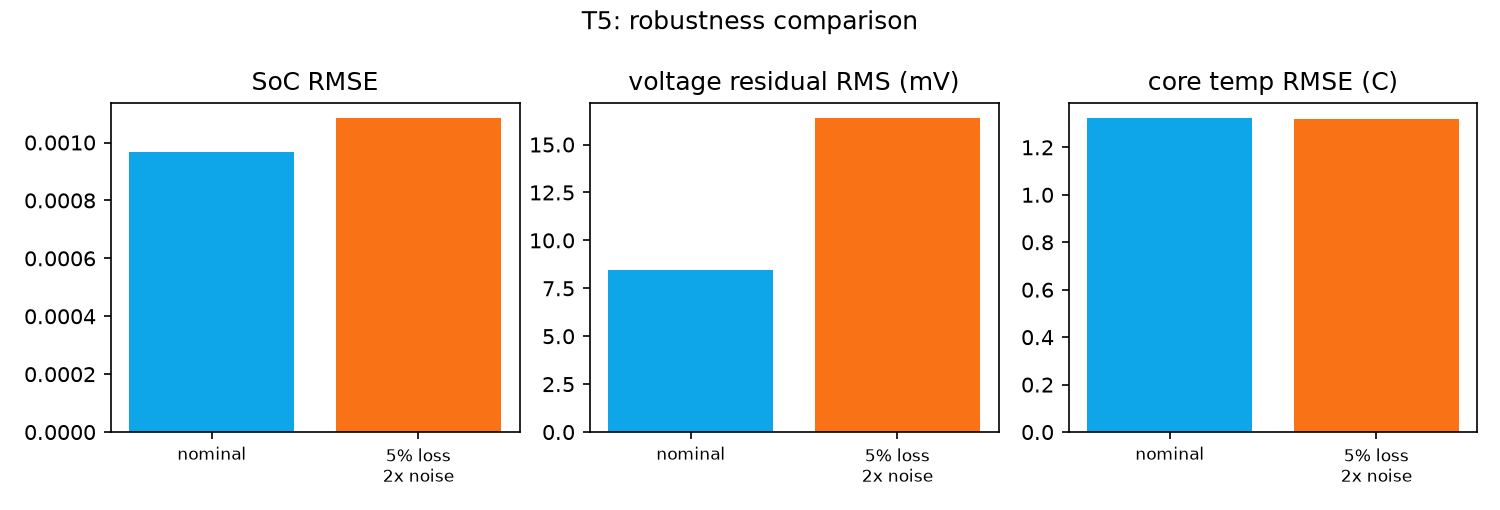 T5: robustness comparison
SoC RMSE
0.0010
0.0008
0.0006
0.0004
0.0002
0.0000
nominal
5% loss
2x noise
voltage residual RMS (mV)
15.0
12.5
10.0
7.5
5.0
2.5
0.0
nominal
5% loss
2x noise
core temp RMSE (C)
1.2
1.0
0.8
0.6
0.4
0.2
0.0
nominal
5% loss
2x noise